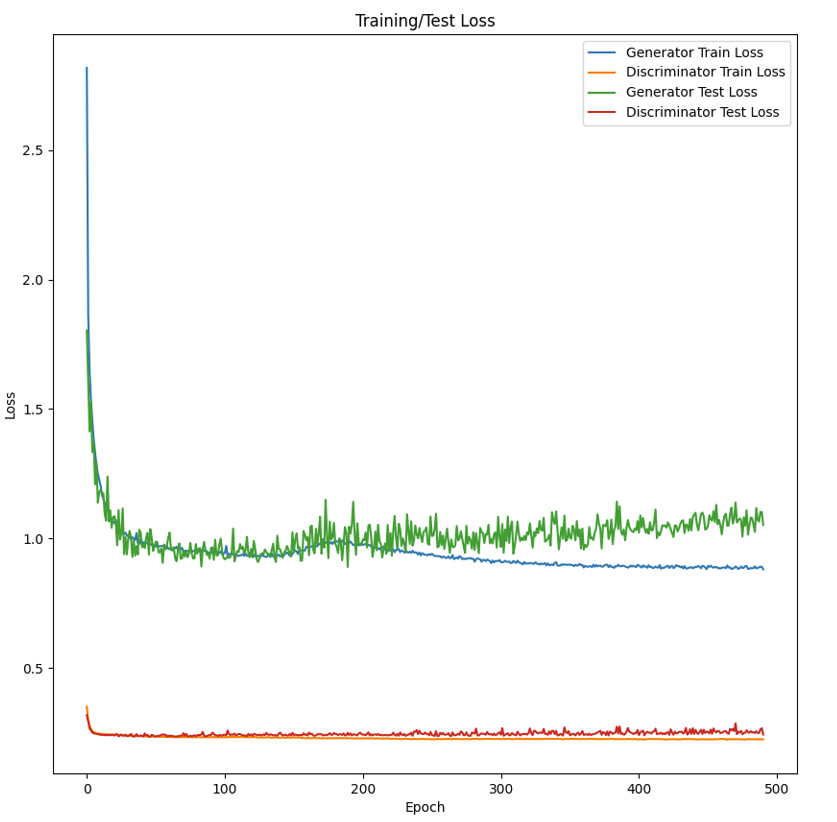 Training/Test Loss
Generator Train Loss
Discriminator Train Loss
Generator Test Loss
Discriminator Test Loss
2.5
2.0
1.5
1.0
0.5
Loss
0 100 200 300 400 500
Epoch